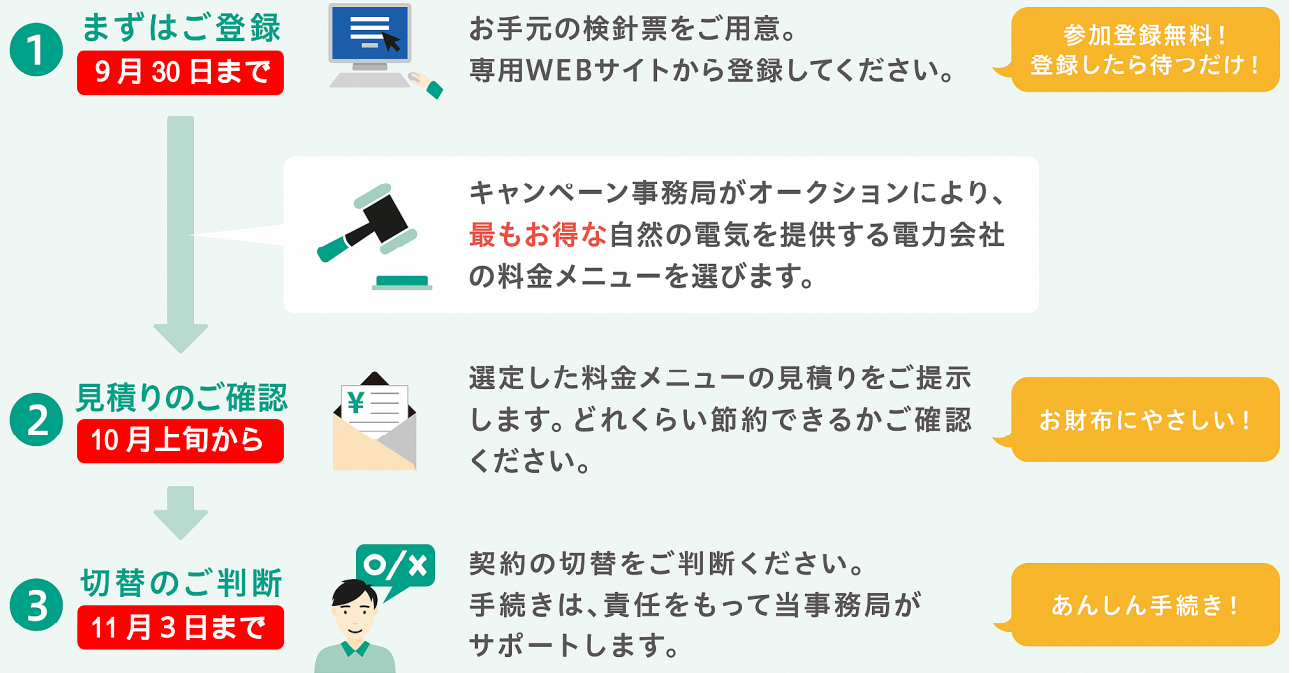 1
まずはご登録
9月30日まで
お手元の検針票をご用意。
専用WEBサイトから登録してください。
参加登録無料！
登録したら待つだけ！
キャンペーン事務局がオークションにより、
最もお得な自然の電気を提供する電力会社
の料金メニューを選びます。
2
見積りのご確認
10月上旬から
¥
選定した料金メニューの見積りをご提示
します。どれくらい節約できるかご確認
ください。
お財布にやさしい！
3
切替のご判断
11月3日まで
O/×
契約の切替をご判断ください。
手続きは、責任をもって当事務局が
サポートします。
あんしん手続き！